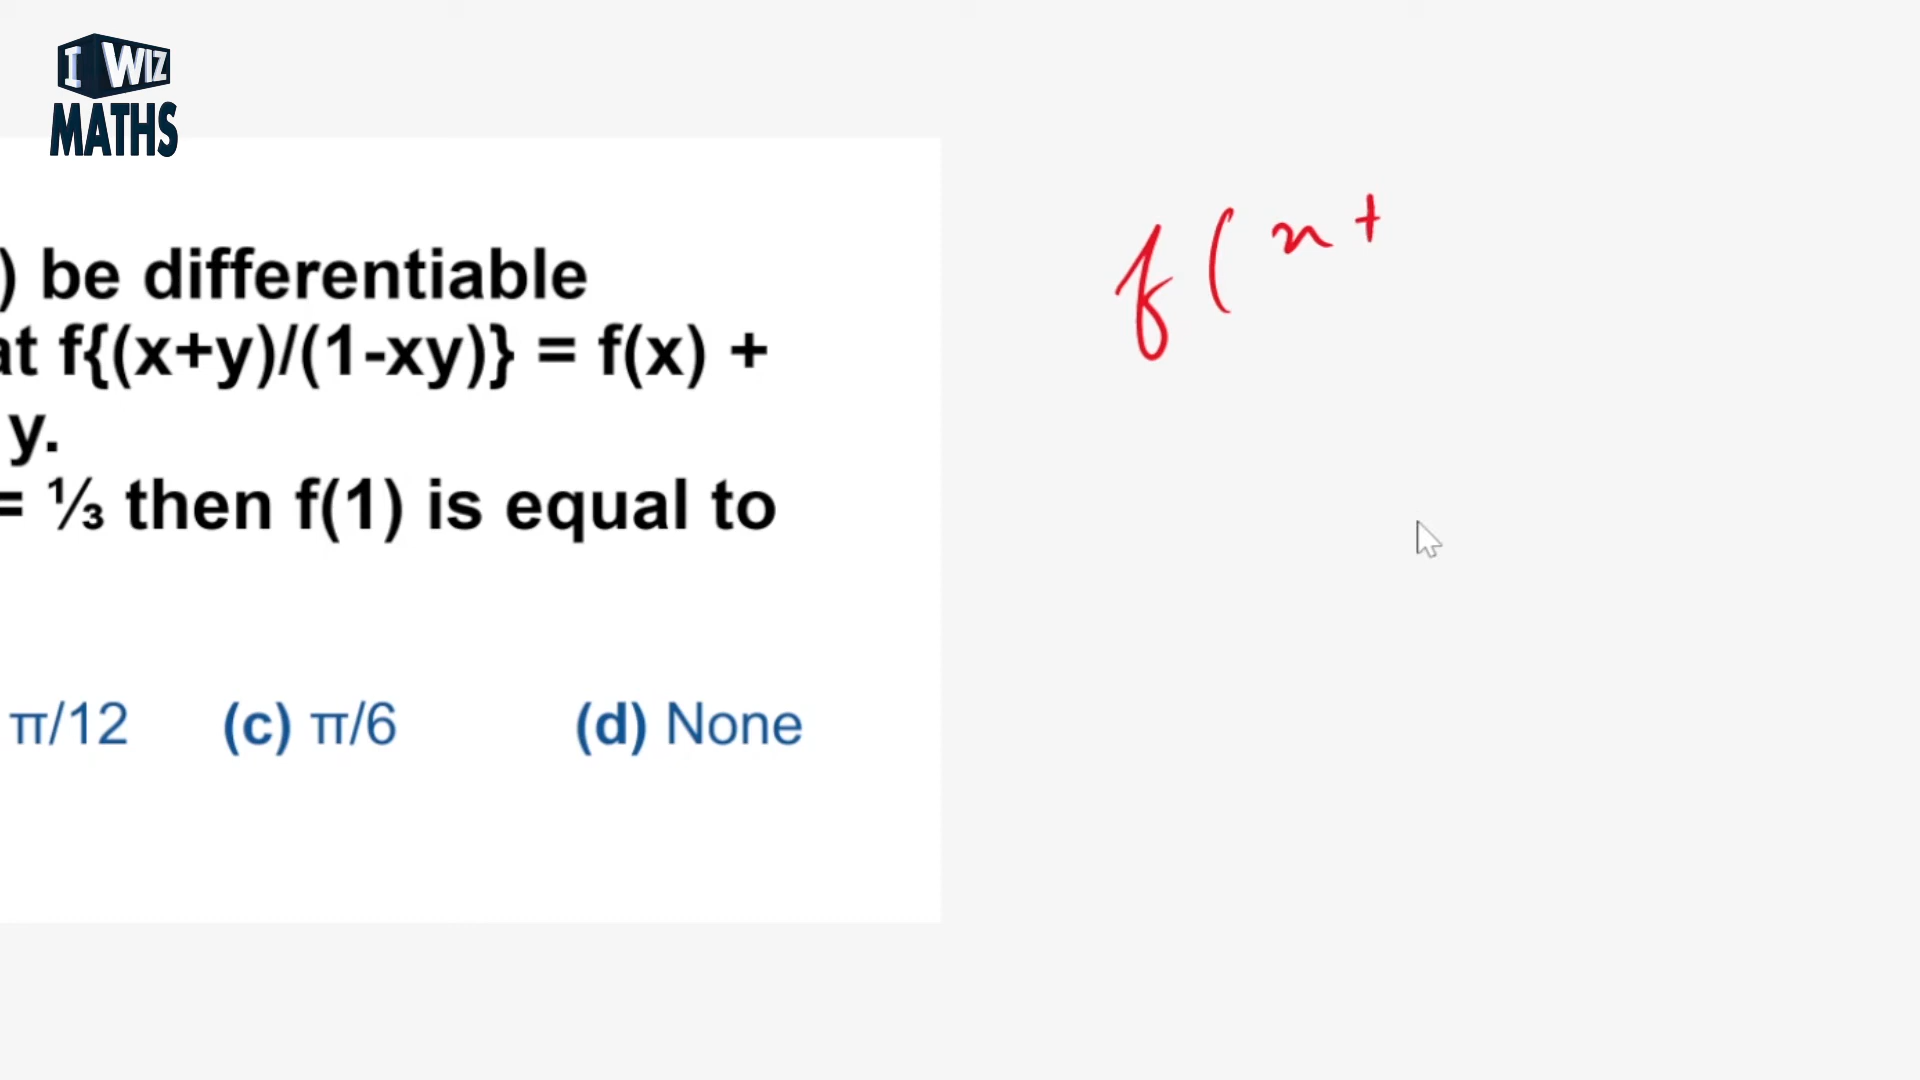 I WIZ
MATHS
) be differentiable
at f{(x+y)/(1-xy)} = f(x) +
y.
= ⅓ then f(1) is equal to
π/12 (c) π/6 (d) None
f(x+